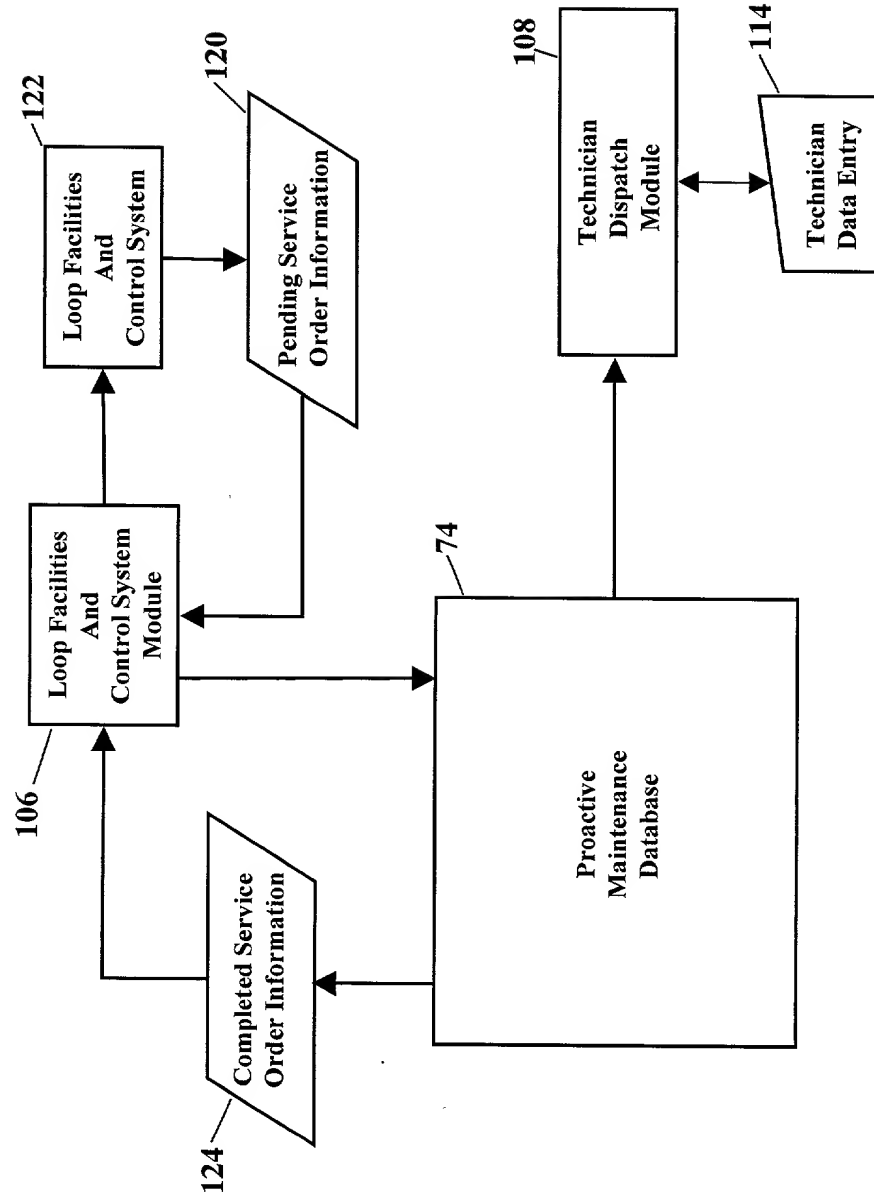 122
Loop Facilities
And
Control System
120
Pending Service
Order Information
106
Loop Facilities
And
Control System
Module
124
Completed Service
Order Information
74
Proactive
Maintenance
Database
108
Technician
Dispatch
Module
114
Technician
Data Entry